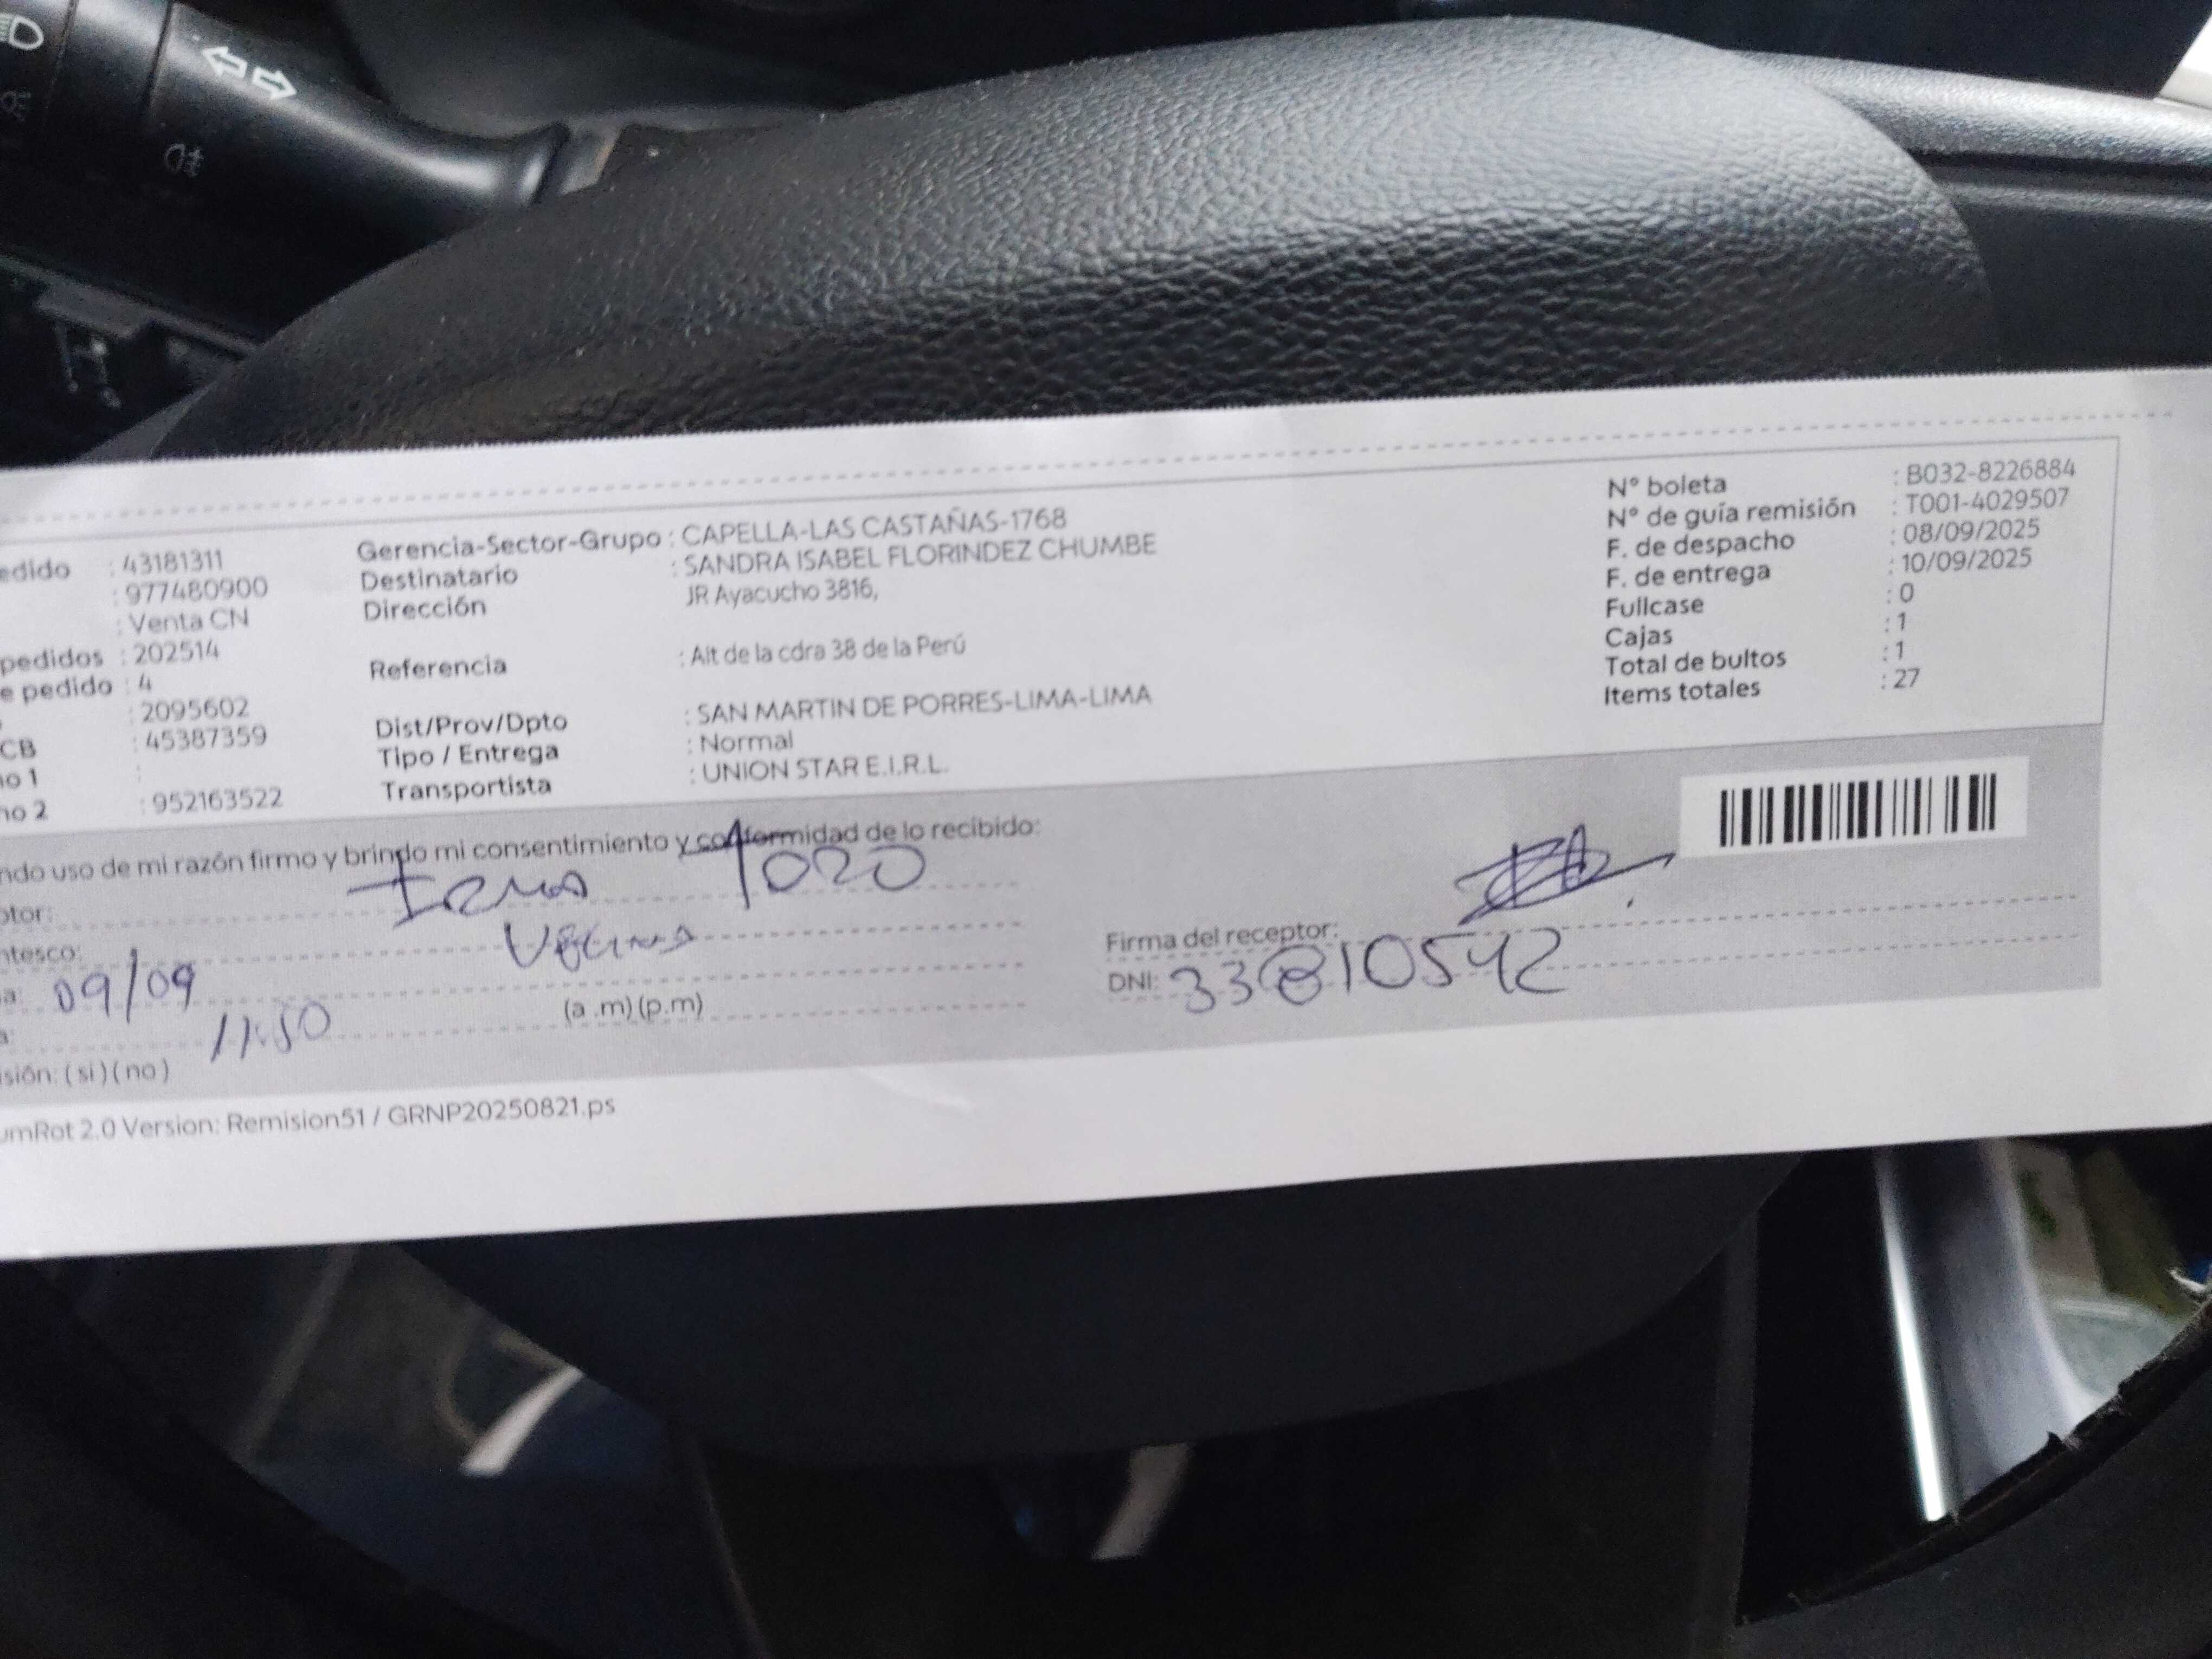 edido : 43181311
: 977480900
: Venta CN
pedidos : 202514
e pedido : 4
: 2095602
CB : 45387359
no 1 :
no 2 : 952163522
Gerencia-Sector-Grupo : CAPELLA-LAS CASTAÑAS-1768
Destinatario : SANDRA ISABEL FLORINDEZ CHUMBE
Dirección JR Ayacucho 3816,
Referencia : Alt de la cdra 38 de la Perú
Dist/Prov/Dpto : SAN MARTIN DE PORRES-LIMA-LIMA
Tipo / Entrega : Normal
Transportista : UNION STAR E.I.R.L.
N° boleta : B032-8226884
N° de guía remisión : T001-4029507
F. de despacho : 08/09/2025
F. de entrega : 10/09/2025
Fullcase : 0
Cajas : 1
Total de bultos : 1
Items totales : 27
ndo uso de mi razón firmo y brindo mi consentimiento y conformidad de lo recibido:
ptor: Irma Toro
ntesco: Vecina
a: 09/09
a: 11:50 (a .m) (p.m)
isión: ( si ) ( no )
Firma del receptor:
DNI: 33810542
umRot 2.0 Version: Remision51 / GRNP20250821.ps